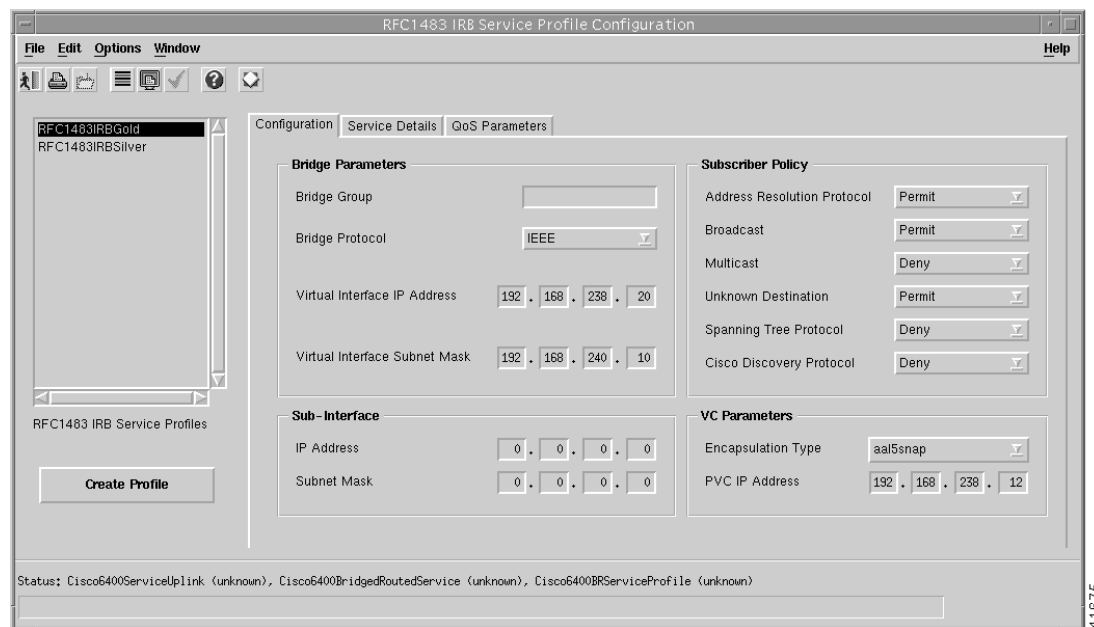 RFC1483 IRB Service Profile Configuration
File Edit Options Window Help
RFC1483IRBGold
RFC1483IRBSilver
RFC1483 IRB Service Profiles
Create Profile
Configuration Service Details QoS Parameters
Bridge Parameters
Bridge Group
Bridge Protocol IEEE
Virtual Interface IP Address 192 . 168 . 238 . 20
Virtual Interface Subnet Mask 192 . 168 . 240 . 10
Subscriber Policy
Address Resolution Protocol Permit
Broadcast Permit
Multicast Deny
Unknown Destination Permit
Spanning Tree Protocol Deny
Cisco Discovery Protocol Deny
Sub-Interface
IP Address 0 . 0 . 0 . 0
Subnet Mask 0 . 0 . 0 . 0
VC Parameters
Encapsulation Type aal5snap
PVC IP Address 192 . 168 . 238 . 12
Status: Cisco6400ServiceUplink (unknown), Cisco6400BridgedRoutedService (unknown), Cisco6400BRServiceProfile (unknown)
41875